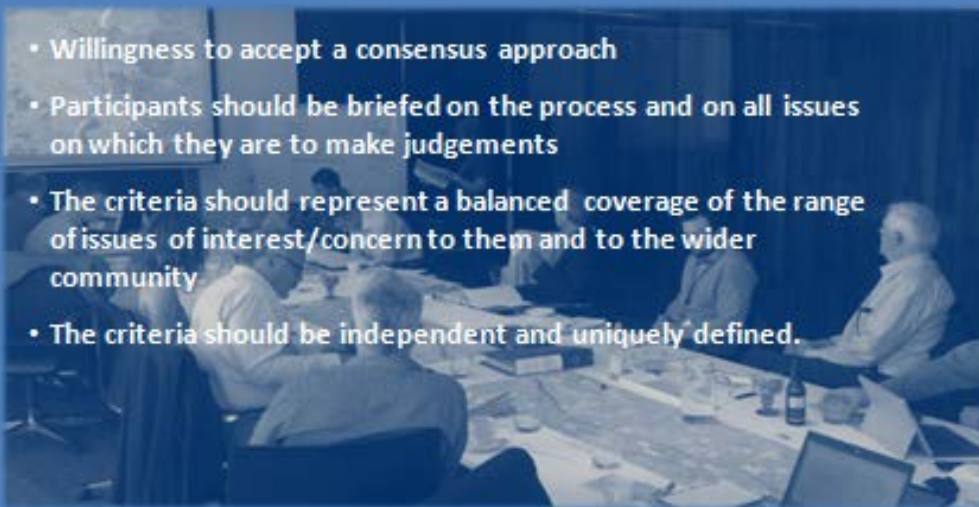 • Willingness to accept a consensus approach
• Participants should be briefed on the process and on all issues
on which they are to make judgements
• The criteria should represent a balanced coverage of the range
of issues of interest/concern to them and to the wider
community
• The criteria should be independent and uniquely defined.